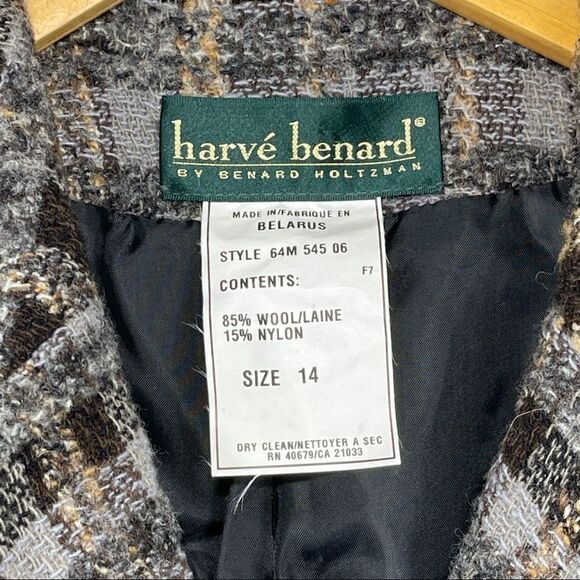 harvé benard®
BY BENARD HOLTZMAN
MADE IN/FABRIQUE EN
BELARUS
STYLE 64M 545 06
F7
CONTENTS:
85% WOOL/LAINE
15% NYLON
SIZE 14
DRY CLEAN/NETTOYER A SEC
RN 40679/CA 21033